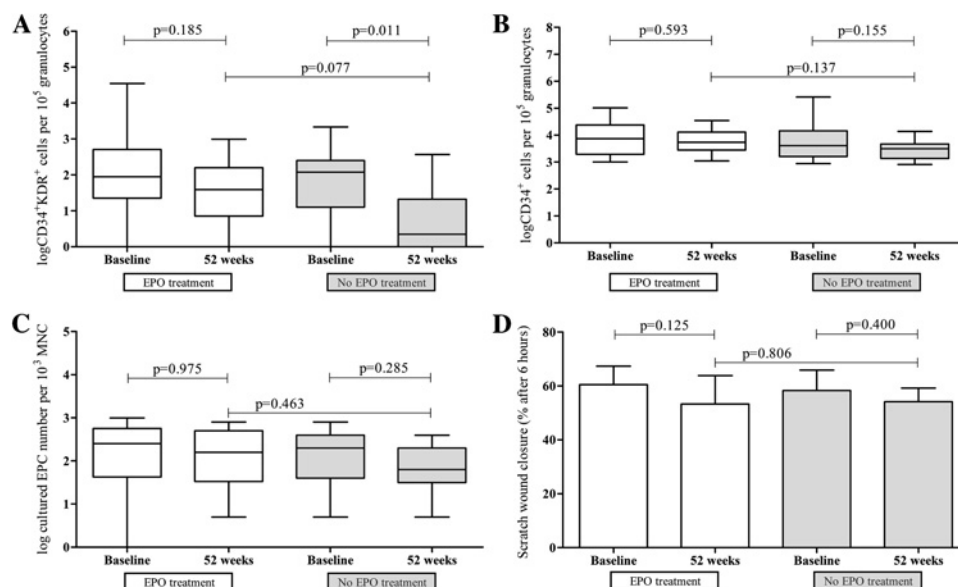 A
logCD34+KDR+ cells per 10^5 granulocytes
6
5
4
3
2
1
0
p=0.185
p=0.011
p=0.077
Baseline
52 weeks
Baseline
52 weeks
EPO treatment
No EPO treatment
B
logCD34+ cells per 10^5 granulocytes
8
7
6
5
4
3
2
1
0
p=0.593
p=0.155
p=0.137
Baseline
52 weeks
Baseline
52 weeks
EPO treatment
No EPO treatment
C
log cultured EPC number per 10^3 MNC
5
4
3
2
1
0
p=0.975
p=0.285
p=0.463
Baseline
52 weeks
Baseline
52 weeks
EPO treatment
No EPO treatment
D
Scratch wound closure (% after 6 hours)
80
60
40
20
0
p=0.125
p=0.400
p=0.806
Baseline
52 weeks
Baseline
52 weeks
EPO treatment
No EPO treatment